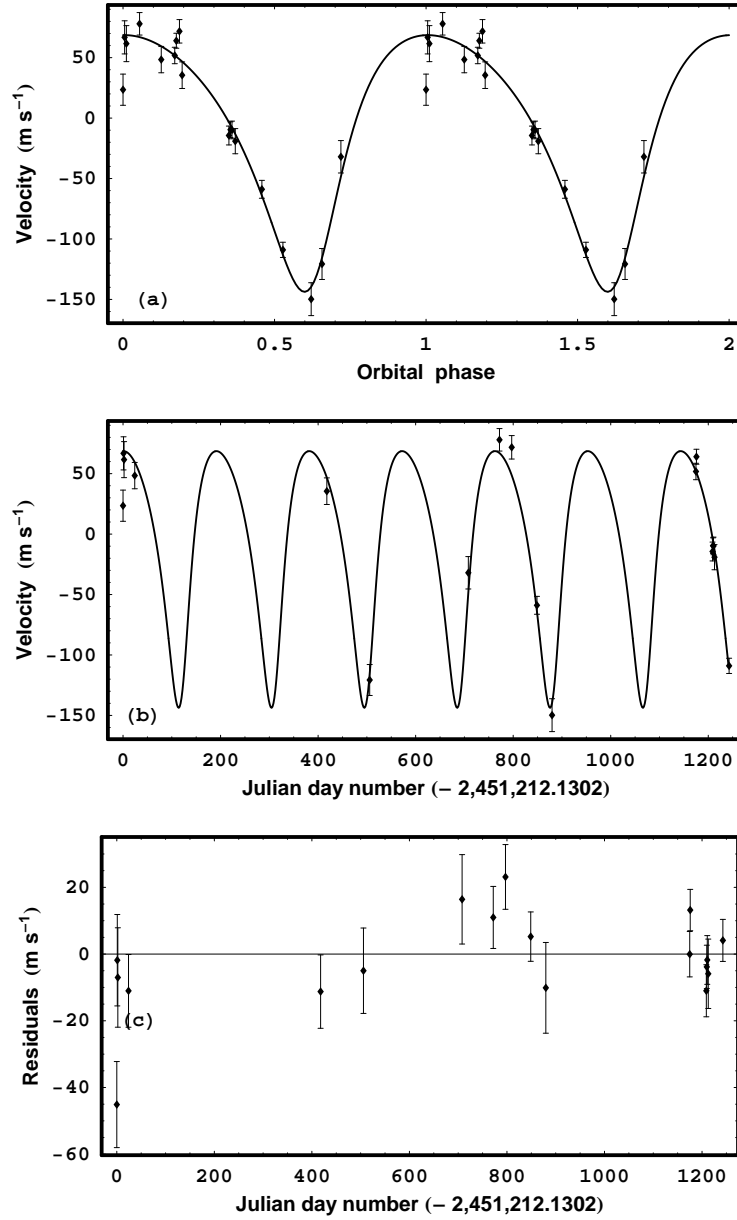 50
0
-50
-100
-150
Velocity (m s⁻¹)
(a)
0 0.5 1 1.5 2
Orbital phase
50
0
-50
-100
-150
Velocity (m s⁻¹)
(b)
0 200 400 600 800 1000 1200
Julian day number (− 2,451,212.1302)
20
0
-20
-40
-60
Residuals (m s⁻¹)
(c)
0 200 400 600 800 1000 1200
Julian day number (− 2,451,212.1302)